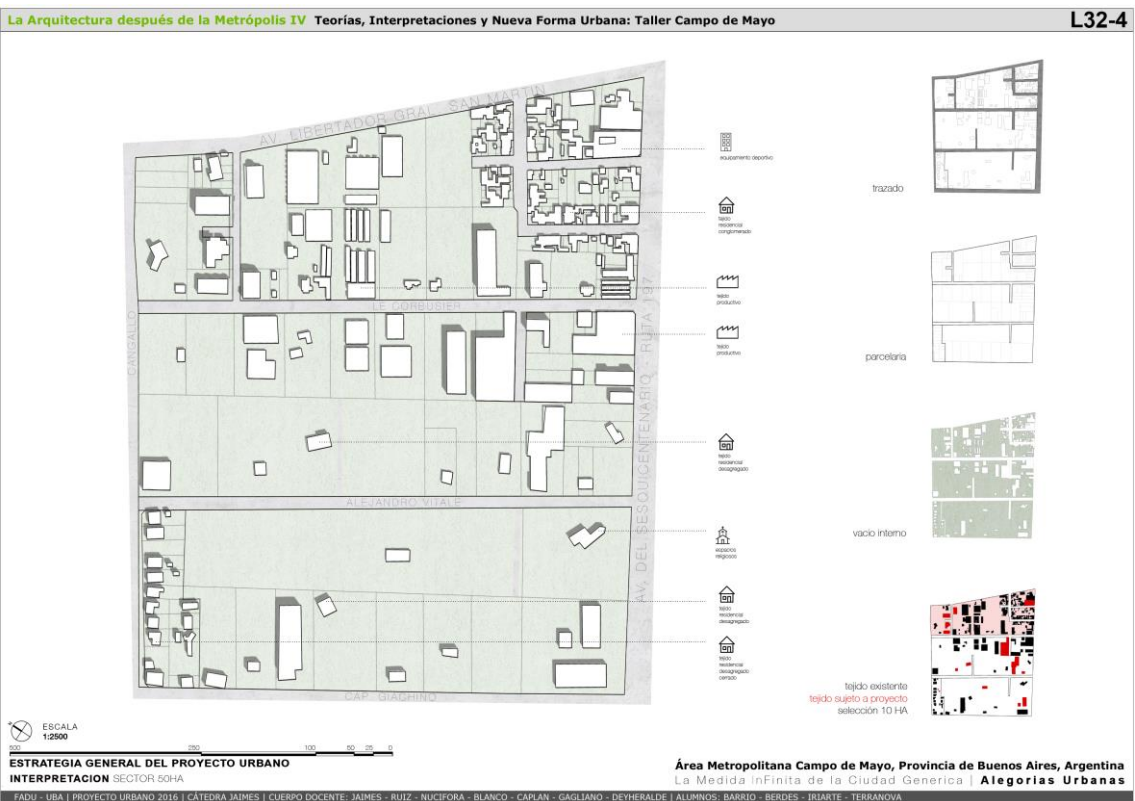 La Arquitectura después de la Metrópolis IV Teorías, Interpretaciones y Nueva Forma Urbana: Taller Campo de Mayo
L32-4
AV. LIBERTADOR GRAL. SAN MARTIN
CANGALLO
LE CORBUSIER
ALEJANDRO VITALE
CAP. GIACHINO
AV. DEL SESQUICENTENARIO - RUTA 197
equipamiento deportivo
tejido
residencial
conglomerado
tejido
productivo
tejido
productivo
tejido
residencial
desagregado
espacios
religiosos
tejido
residencial
desagregado
tejido
residencial
desagregado
cerrado
trazado
parcelaria
vacio interno
tejido existente
tejido sujeto a proyecto
selección 10 HA
ESCALA
1:2500
500 250 100 50 25 0
ESTRATEGIA GENERAL DEL PROYECTO URBANO
INTERPRETACION SECTOR 50HA
Área Metropolitana Campo de Mayo, Provincia de Buenos Aires, Argentina
La Medida InFinita de la Ciudad Generica | Alegorias Urbanas
FADU - UBA | PROYECTO URBANO 2016 | CÁTEDRA JAIMES | CUERPO DOCENTE: JAIMES - RUIZ - NUCIFORA - BLANCO - CAPLAN - GAGLIANO - DEYHERALDE | ALUMNOS: BARRIO - BERDES - IRIARTE - TERRANOVA